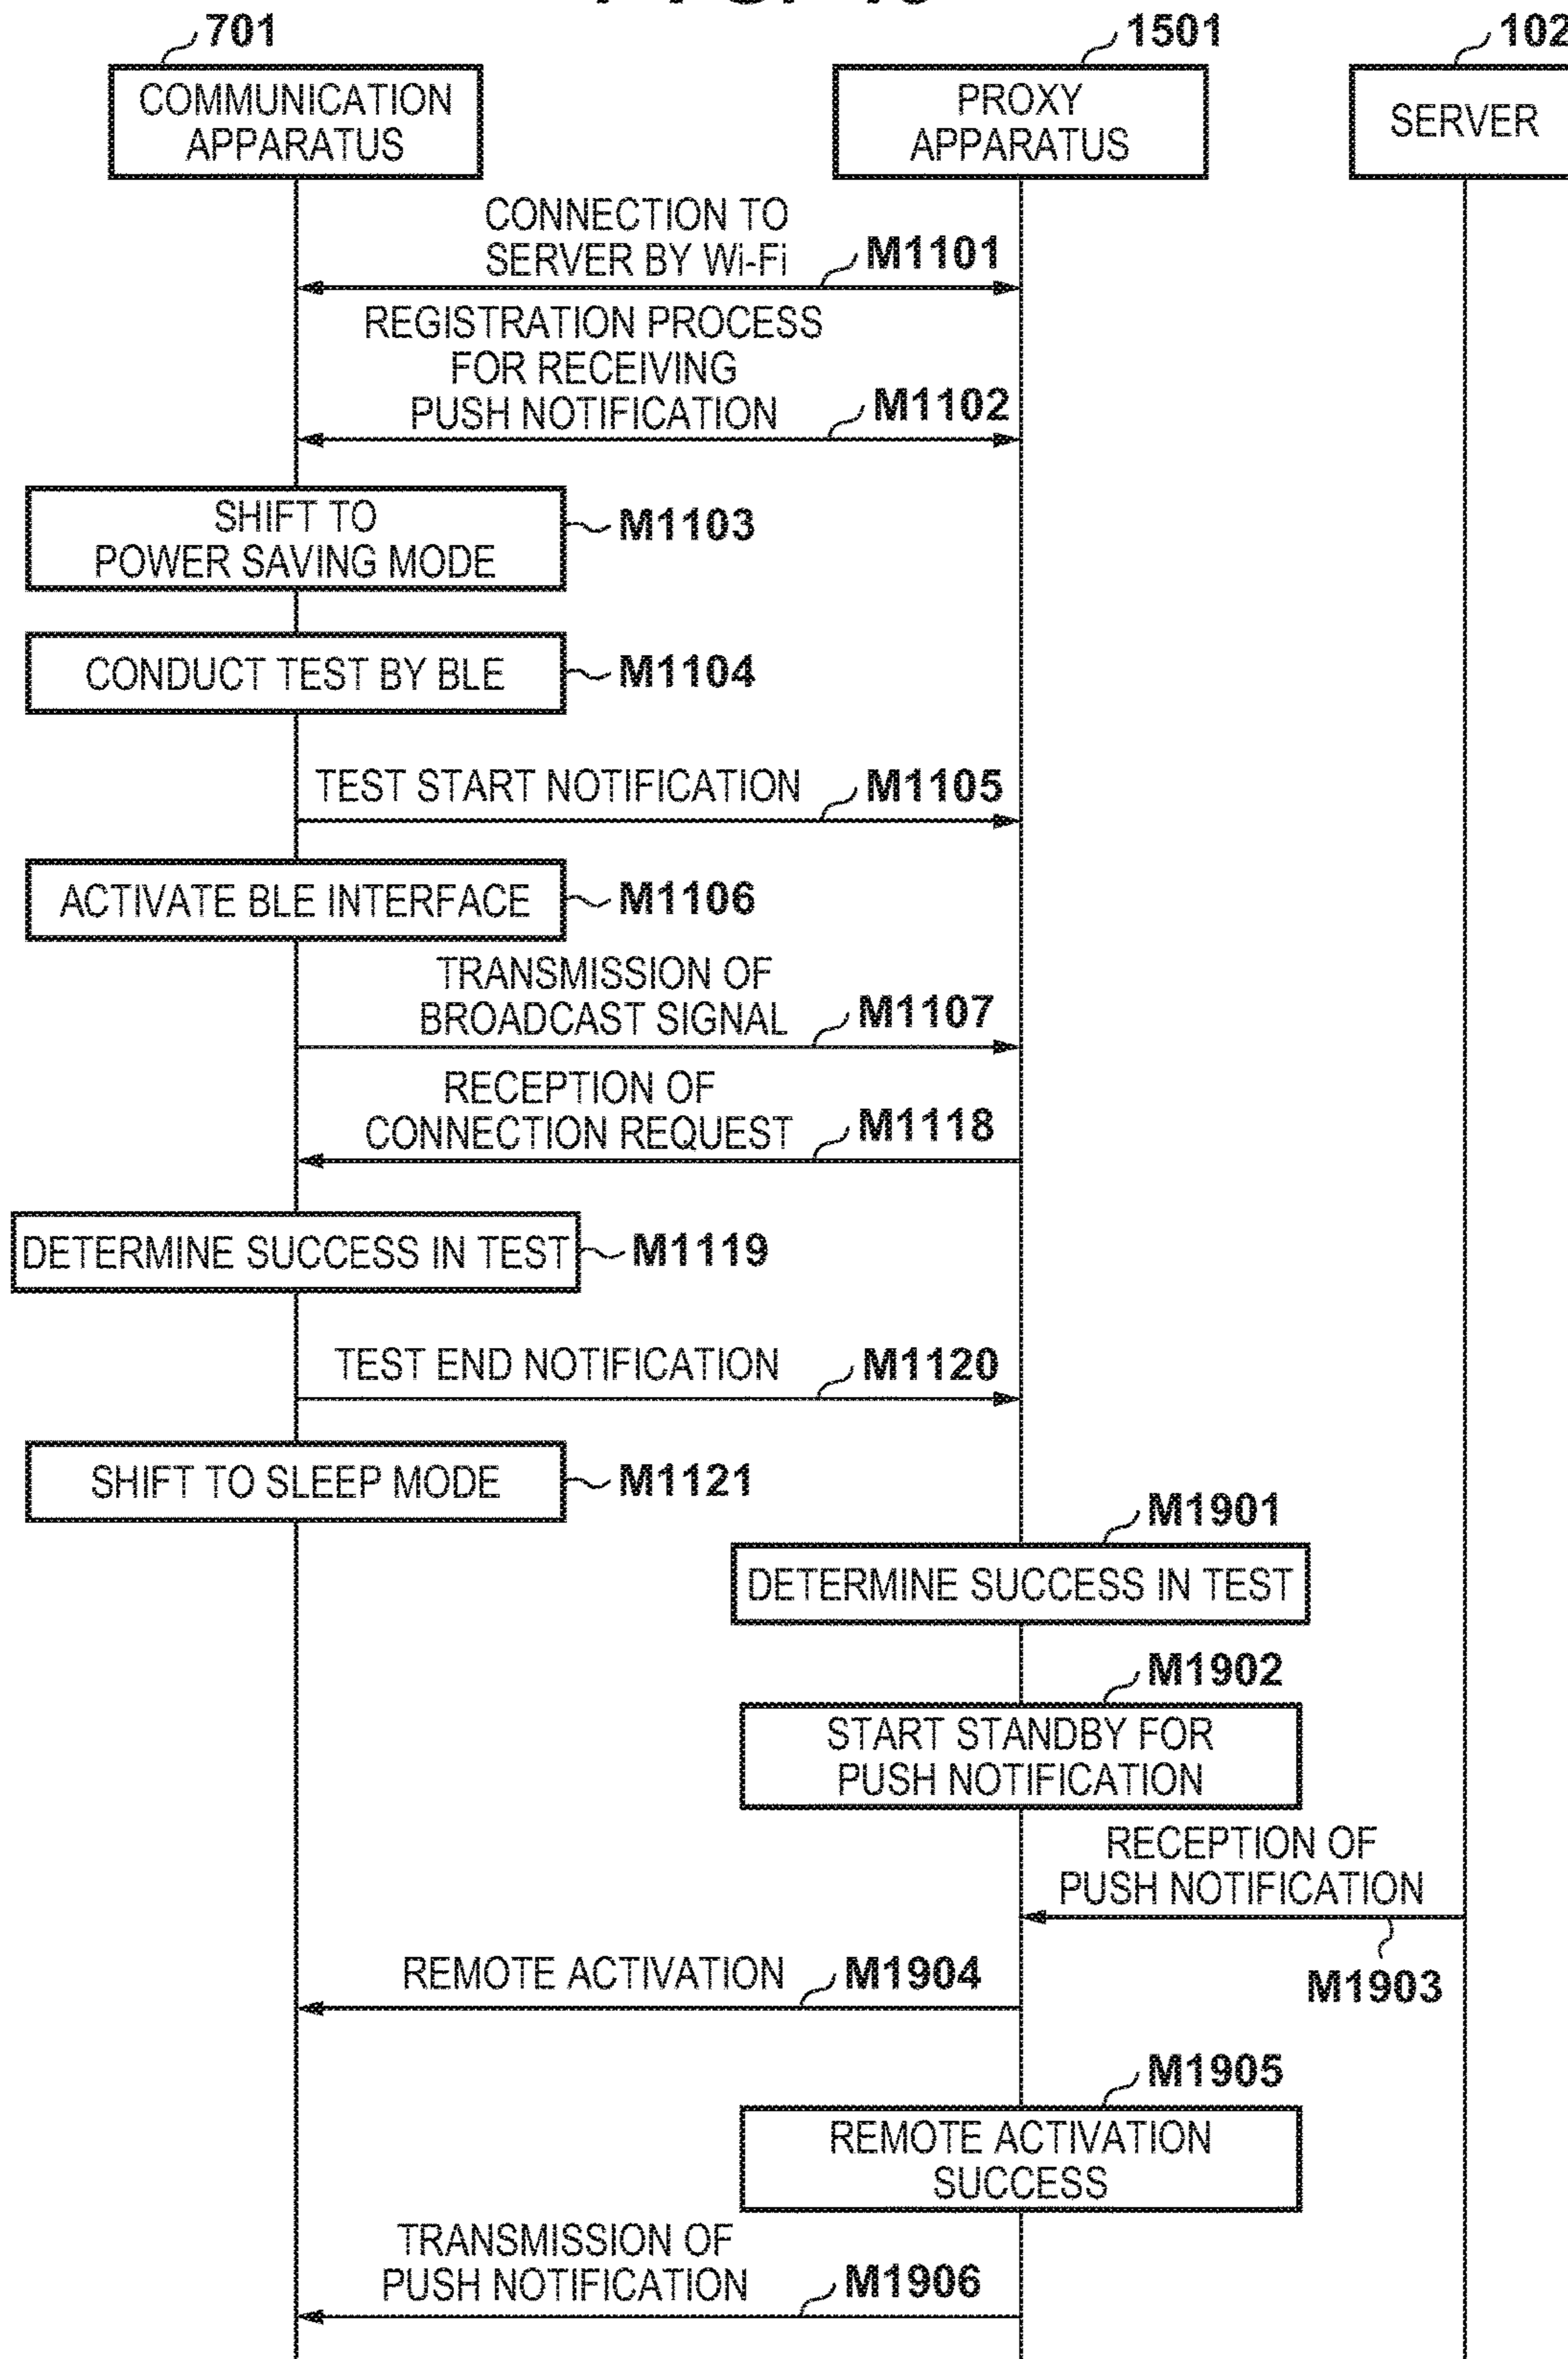 701
1501
102
COMMUNICATION
APPARATUS
PROXY
APPARATUS
SERVER
CONNECTION TO
SERVER BY Wi-Fi
M1101
REGISTRATION PROCESS
FOR RECEIVING
PUSH NOTIFICATION
M1102
SHIFT TO
POWER SAVING MODE
M1103
CONDUCT TEST BY BLE
M1104
TEST START NOTIFICATION
M1105
ACTIVATE BLE INTERFACE
M1106
TRANSMISSION OF
BROADCAST SIGNAL
M1107
RECEPTION OF
CONNECTION REQUEST
M1118
DETERMINE SUCCESS IN TEST
M1119
TEST END NOTIFICATION
M1120
SHIFT TO SLEEP MODE
M1121
M1901
DETERMINE SUCCESS IN TEST
M1902
START STANDBY FOR
PUSH NOTIFICATION
RECEPTION OF
PUSH NOTIFICATION
M1903
REMOTE ACTIVATION
M1904
M1905
REMOTE ACTIVATION
SUCCESS
TRANSMISSION OF
PUSH NOTIFICATION
M1906